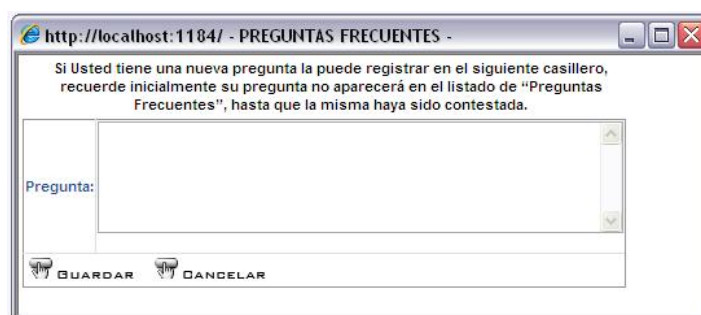 http://localhost:1184/ - PREGUNTAS FRECUENTES -
Si Usted tiene una nueva pregunta la puede registrar en el siguiente casillero,
recuerde inicialmente su pregunta no aparecerá en el listado de “Preguntas
Frecuentes”, hasta que la misma haya sido contestada.
Pregunta:
GUARDAR CANCELAR